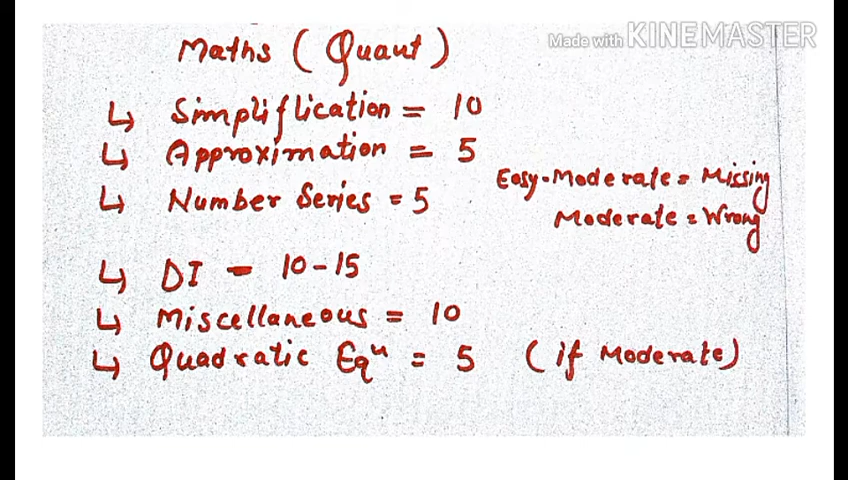 Made with KINEMASTER
Maths (Quant)
↳ Simpliflication = 10
↳ Approximation = 5
↳ Number Series = 5
Easy-Moderate = Missing
Moderate = Wrong
↳ DI - 10-15
↳ Miscellaneous = 10
↳ Quadratic Eqⁿ = 5 (if Moderate)